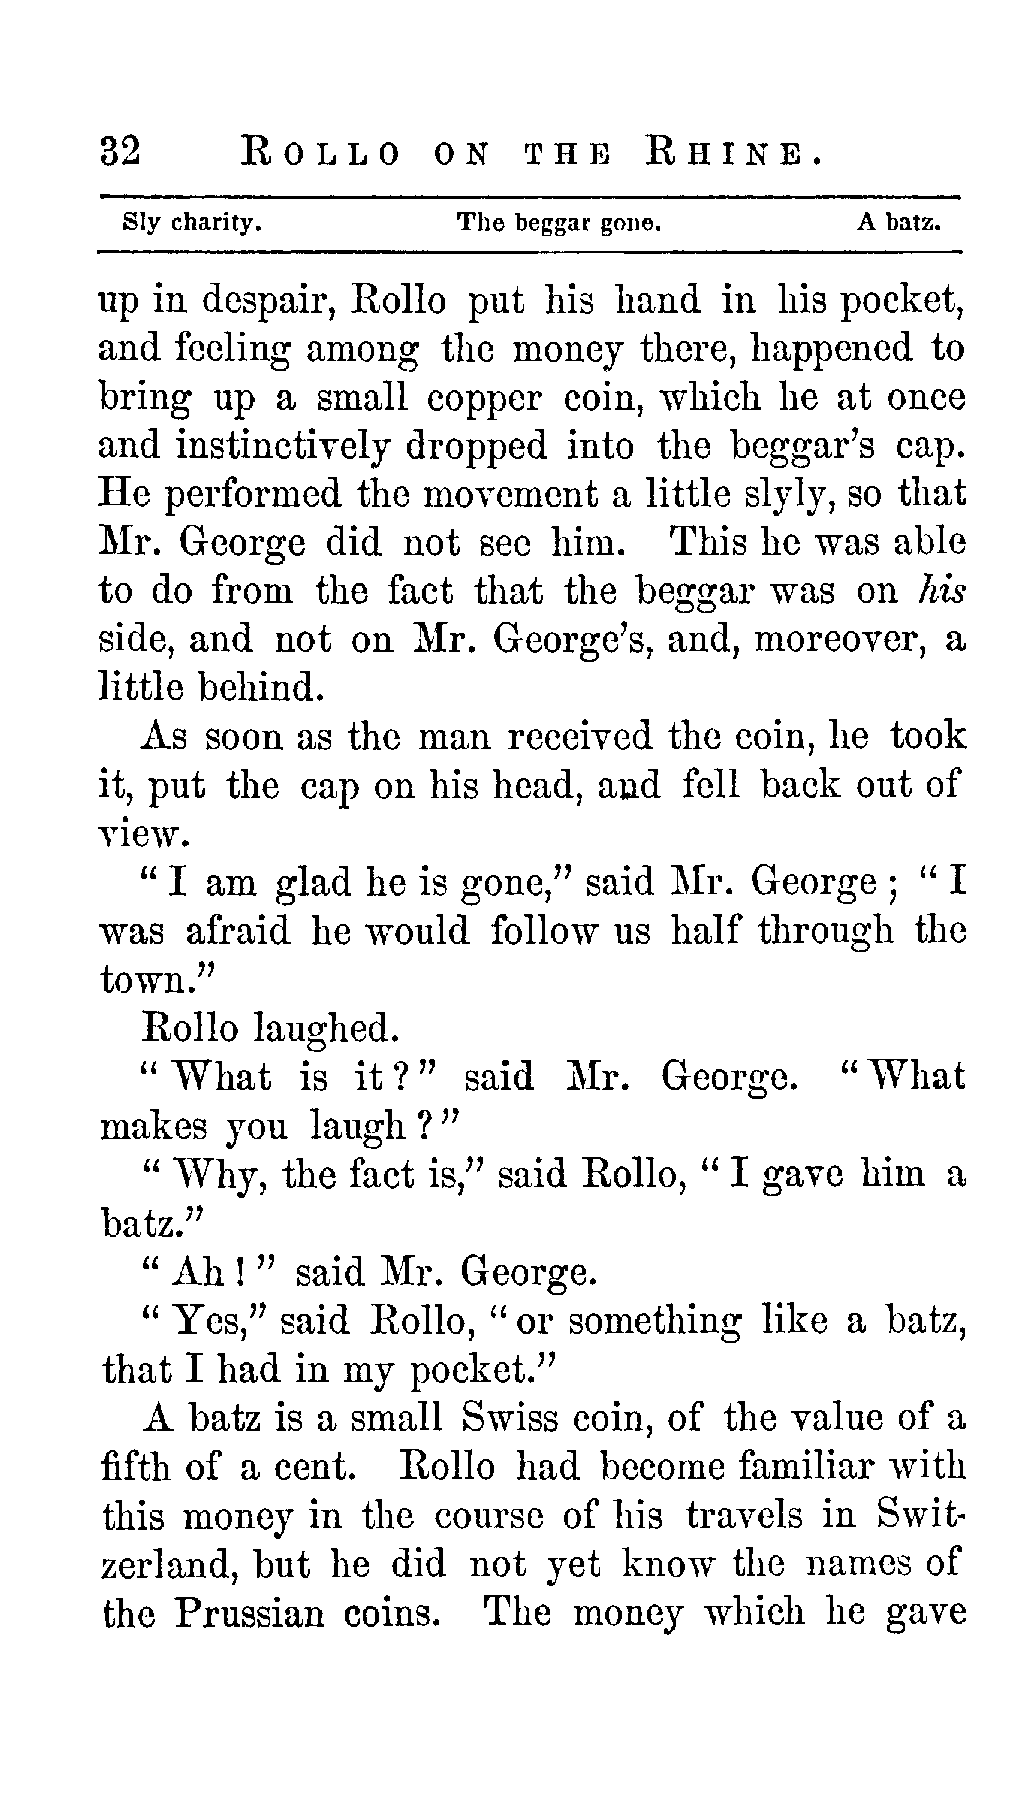 32 Rollo on the Rhine.
Sly charity. The beggar gone. A batz.
up in despair, Rollo put his hand in his pocket,
and feeling among the money there, happened to
bring up a small copper coin, which he at once
and instinctively dropped into the beggar's cap.
He performed the movement a little slyly, so that
Mr. George did not see him. This he was able
to do from the fact that the beggar was on his
side, and not on Mr. George's, and, moreover, a
little behind.
As soon as the man received the coin, he took
it, put the cap on his head, and fell back out of
view.
“ I am glad he is gone,” said Mr. George ; “ I
was afraid he would follow us half through the
town.”
Rollo laughed.
“ What is it ? ” said Mr. George. “ What
makes you laugh ? ”
“ Why, the fact is,” said Rollo, “ I gave him a
batz.”
“ Ah ! ” said Mr. George.
“ Yes,” said Rollo, “ or something like a batz,
that I had in my pocket.”
A batz is a small Swiss coin, of the value of a
fifth of a cent. Rollo had become familiar with
this money in the course of his travels in Swit-
zerland, but he did not yet know the names of
the Prussian coins. The money which he gave